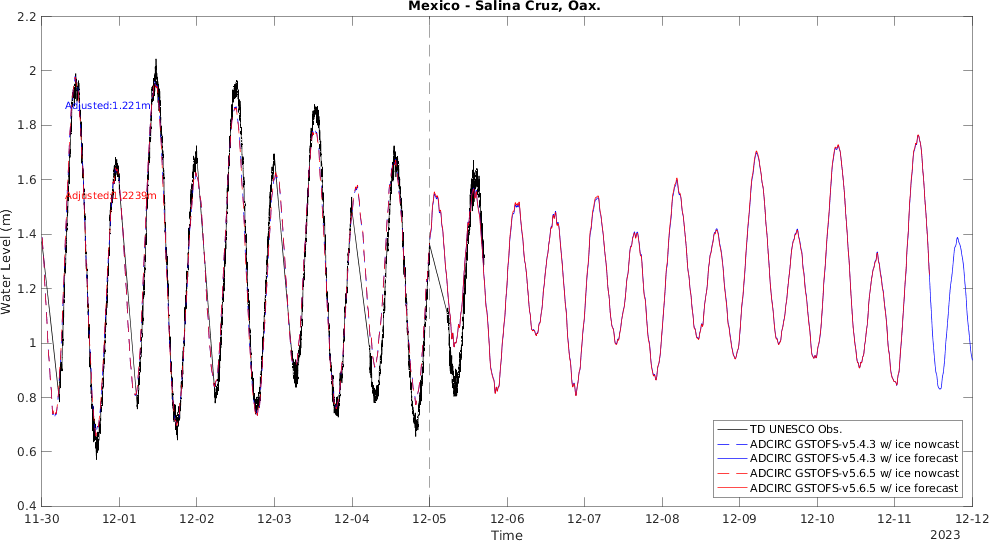 Mexico - Salina Cruz, Oax.
2.2
2
1.8
1.6
1.4
1.2
1
0.8
0.6
0.4
Water Level (m)
Adjusted:1.221m
Adjusted:1.2239m
TD UNESCO Obs.
ADCIRC GSTOFS-v5.4.3 w/ ice nowcast
ADCIRC GSTOFS-v5.4.3 w/ ice forecast
ADCIRC GSTOFS-v5.6.5 w/ ice nowcast
ADCIRC GSTOFS-v5.6.5 w/ ice forecast
11-30 12-01 12-02 12-03 12-04 12-05 12-06 12-07 12-08 12-09 12-10 12-11 12-12
Time
2023